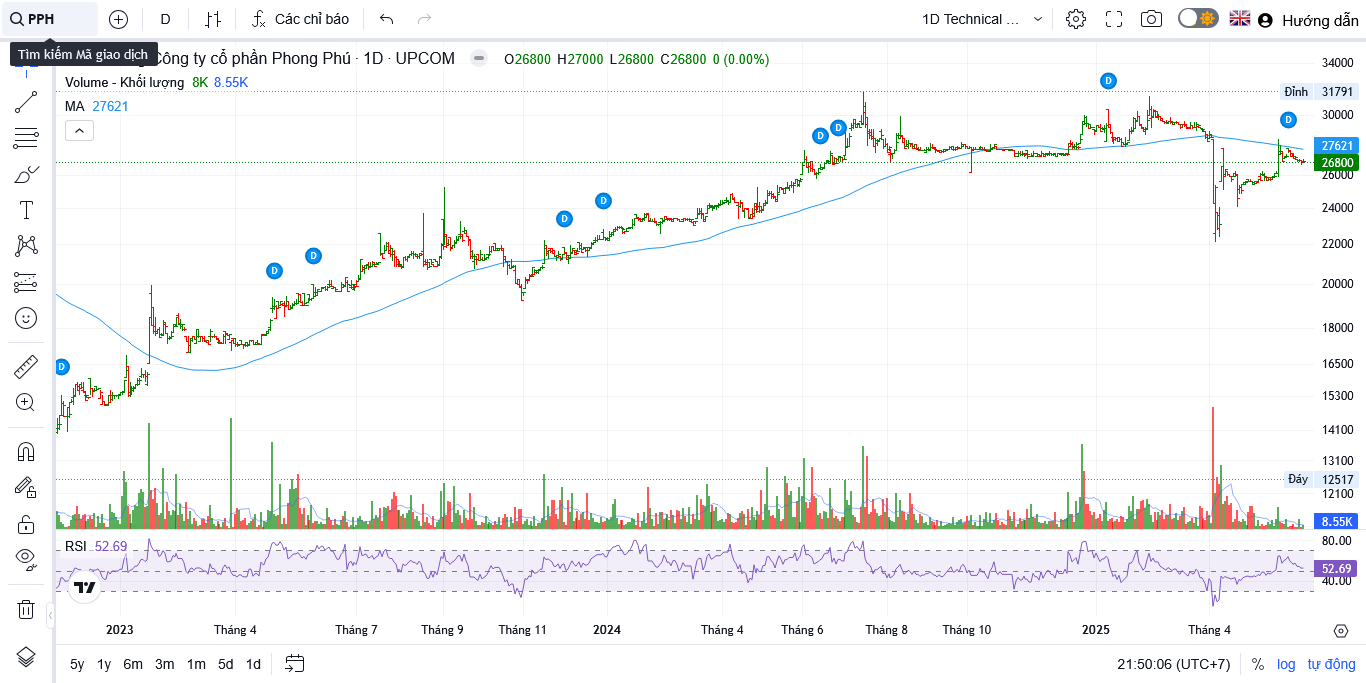 PPH
D
Các chỉ báo
1D Technical ...
Hướng dẫn
Tìm kiếm Mã giao dịch
Công ty cổ phần Phong Phú · 1D · UPCOM
O26800 H27000 L26800 C26800 0 (0.00%)
Volume - Khối lượng 8K 8.55K
MA 27621
34000
Đỉnh 31791
30000
27621
26800
26000
24000
22000
20000
18000
16500
15300
14100
13100
Đáy 12517
12100
8.55K
D
D
D
D
D
D
D
D
D
RSI 52.69
80.00
52.69
40.00
2023
Tháng 4
Tháng 7
Tháng 9
Tháng 11
2024
Tháng 4
Tháng 6
Tháng 8
Tháng 10
2025
Tháng 4
5y 1y 6m 3m 1m 5d 1d
21:50:06 (UTC+7)
% log tự động